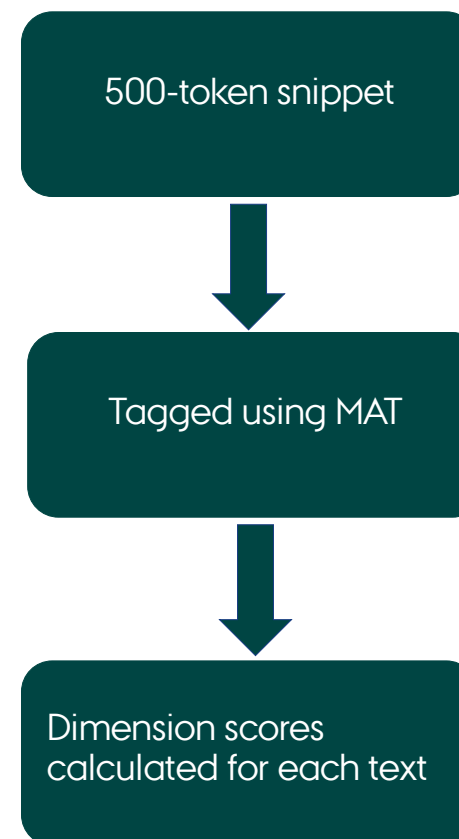 500-token snippet
Tagged using MAT
Dimension scores
calculated for each text